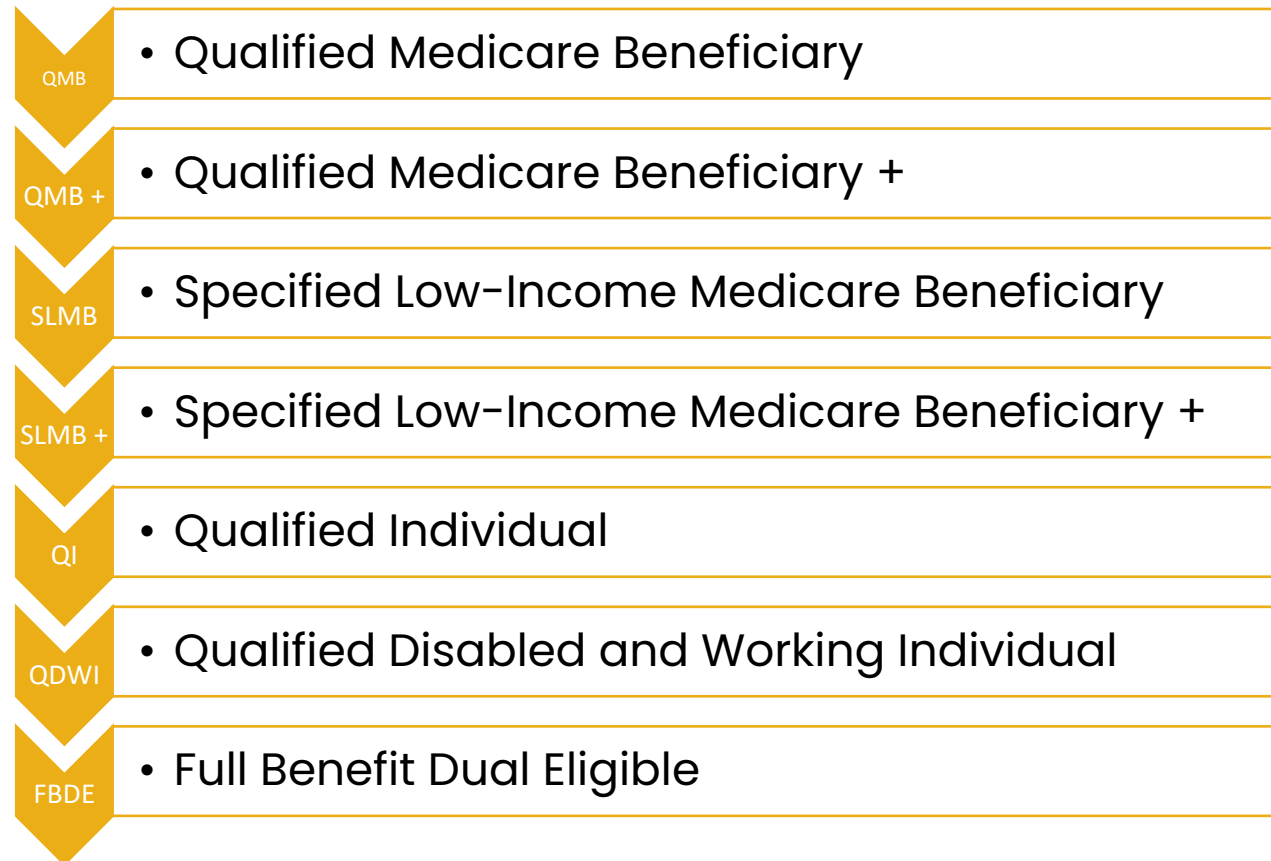 QMB
• Qualified Medicare Beneficiary
QMB +
• Qualified Medicare Beneficiary +
SLMB
• Specified Low-Income Medicare Beneficiary
SLMB +
• Specified Low-Income Medicare Beneficiary +
QI
• Qualified Individual
QDWI
• Qualified Disabled and Working Individual
FBDE
• Full Benefit Dual Eligible